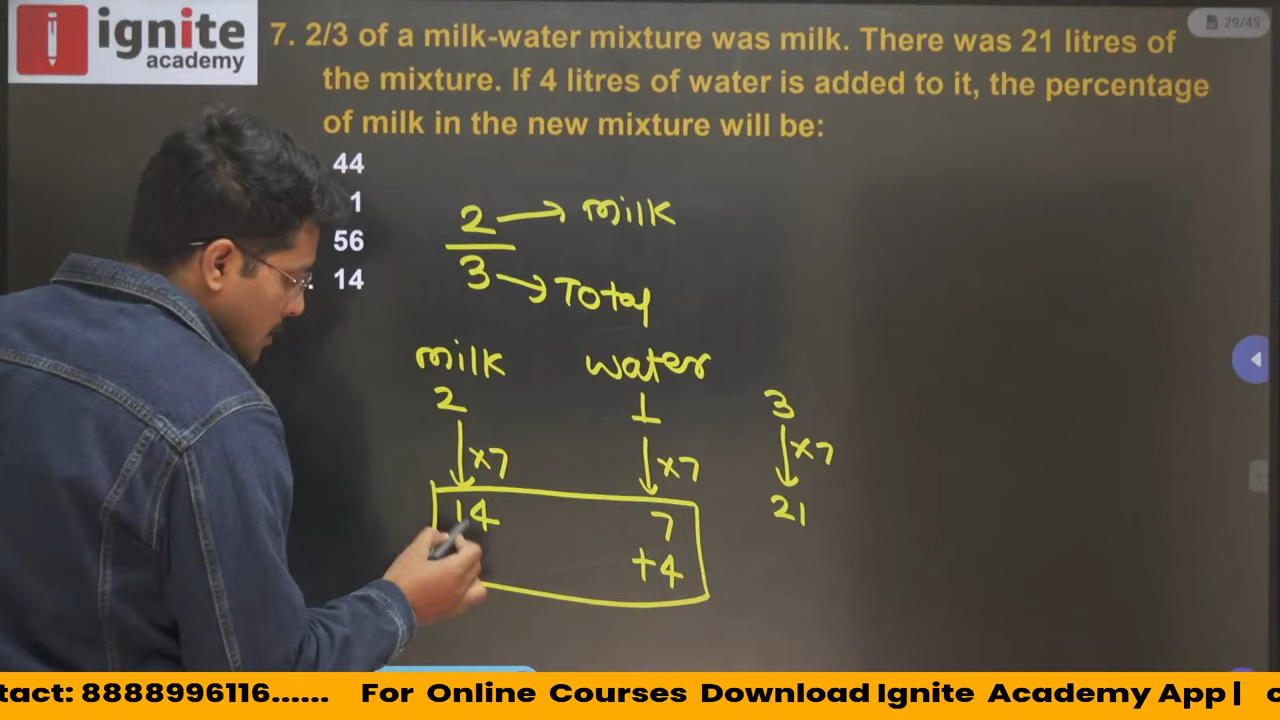 ignite
academy
29/45
7. 2/3 of a milk-water mixture was milk. There was 21 litres of
the mixture. If 4 litres of water is added to it, the percentage
of milk in the new mixture will be:
44
1
56
. 14
2 → milk
3 → Total
milk water
2 1 3
×7 ×7 ×7
14 7 21
+4
tact: 8888996116...... For Online Courses Download Ignite Academy App |